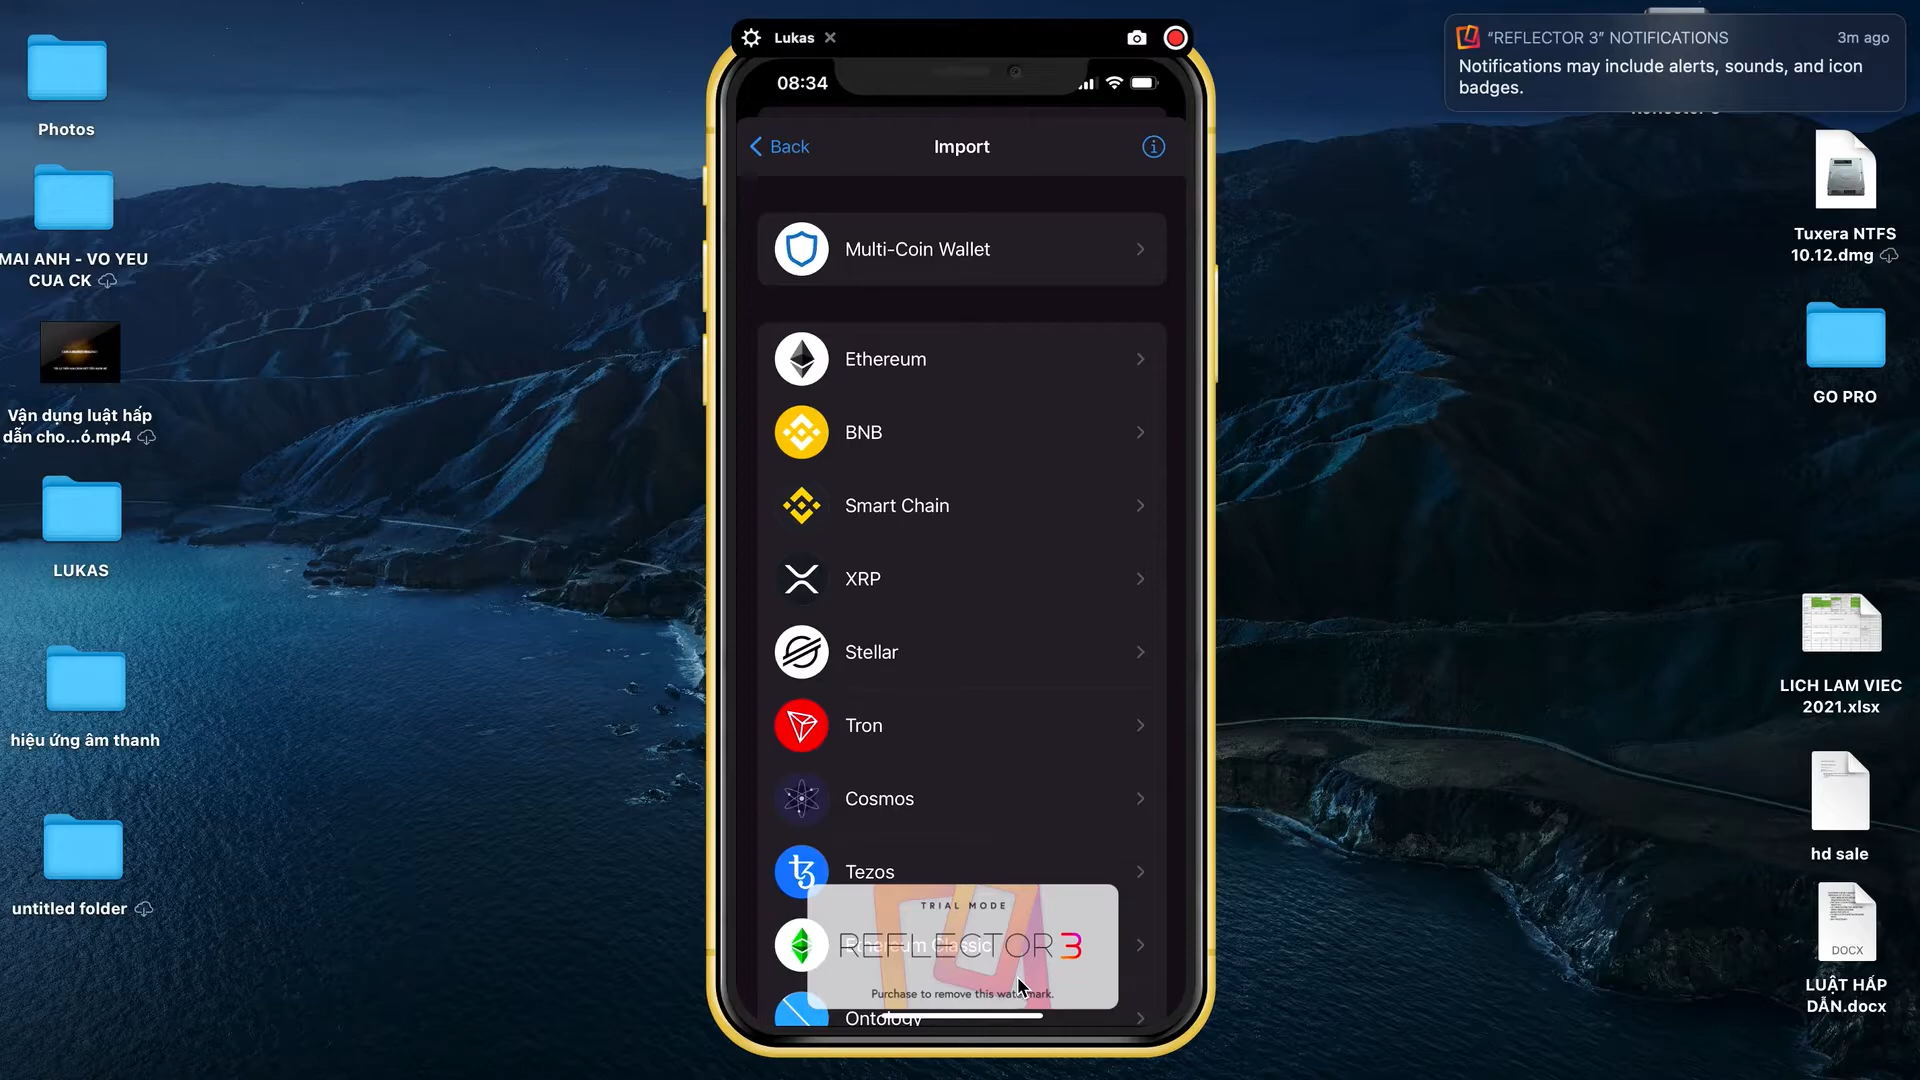 Photos
MAI ANH - VO YEU
CUA CK
Vận dụng luật hấp
dẫn cho...ó.mp4
LUKAS
hiệu ứng âm thanh
untitled folder
Lukas
08:34
Back
Import
Multi-Coin Wallet
Ethereum
BNB
Smart Chain
XRP
Stellar
Tron
Cosmos
Tezos
TRIAL MODE
Ethereum Classic
REFLECTOR 3
Purchase to remove this watermark.
Ontology
"REFLECTOR 3" NOTIFICATIONS
3m ago
Notifications may include alerts, sounds, and icon
badges.
Tuxera NTFS
10.12.dmg
GO PRO
LICH LAM VIEC
2021.xlsx
hd sale
DOCX
LUẬT HẤP
DẪN.docx